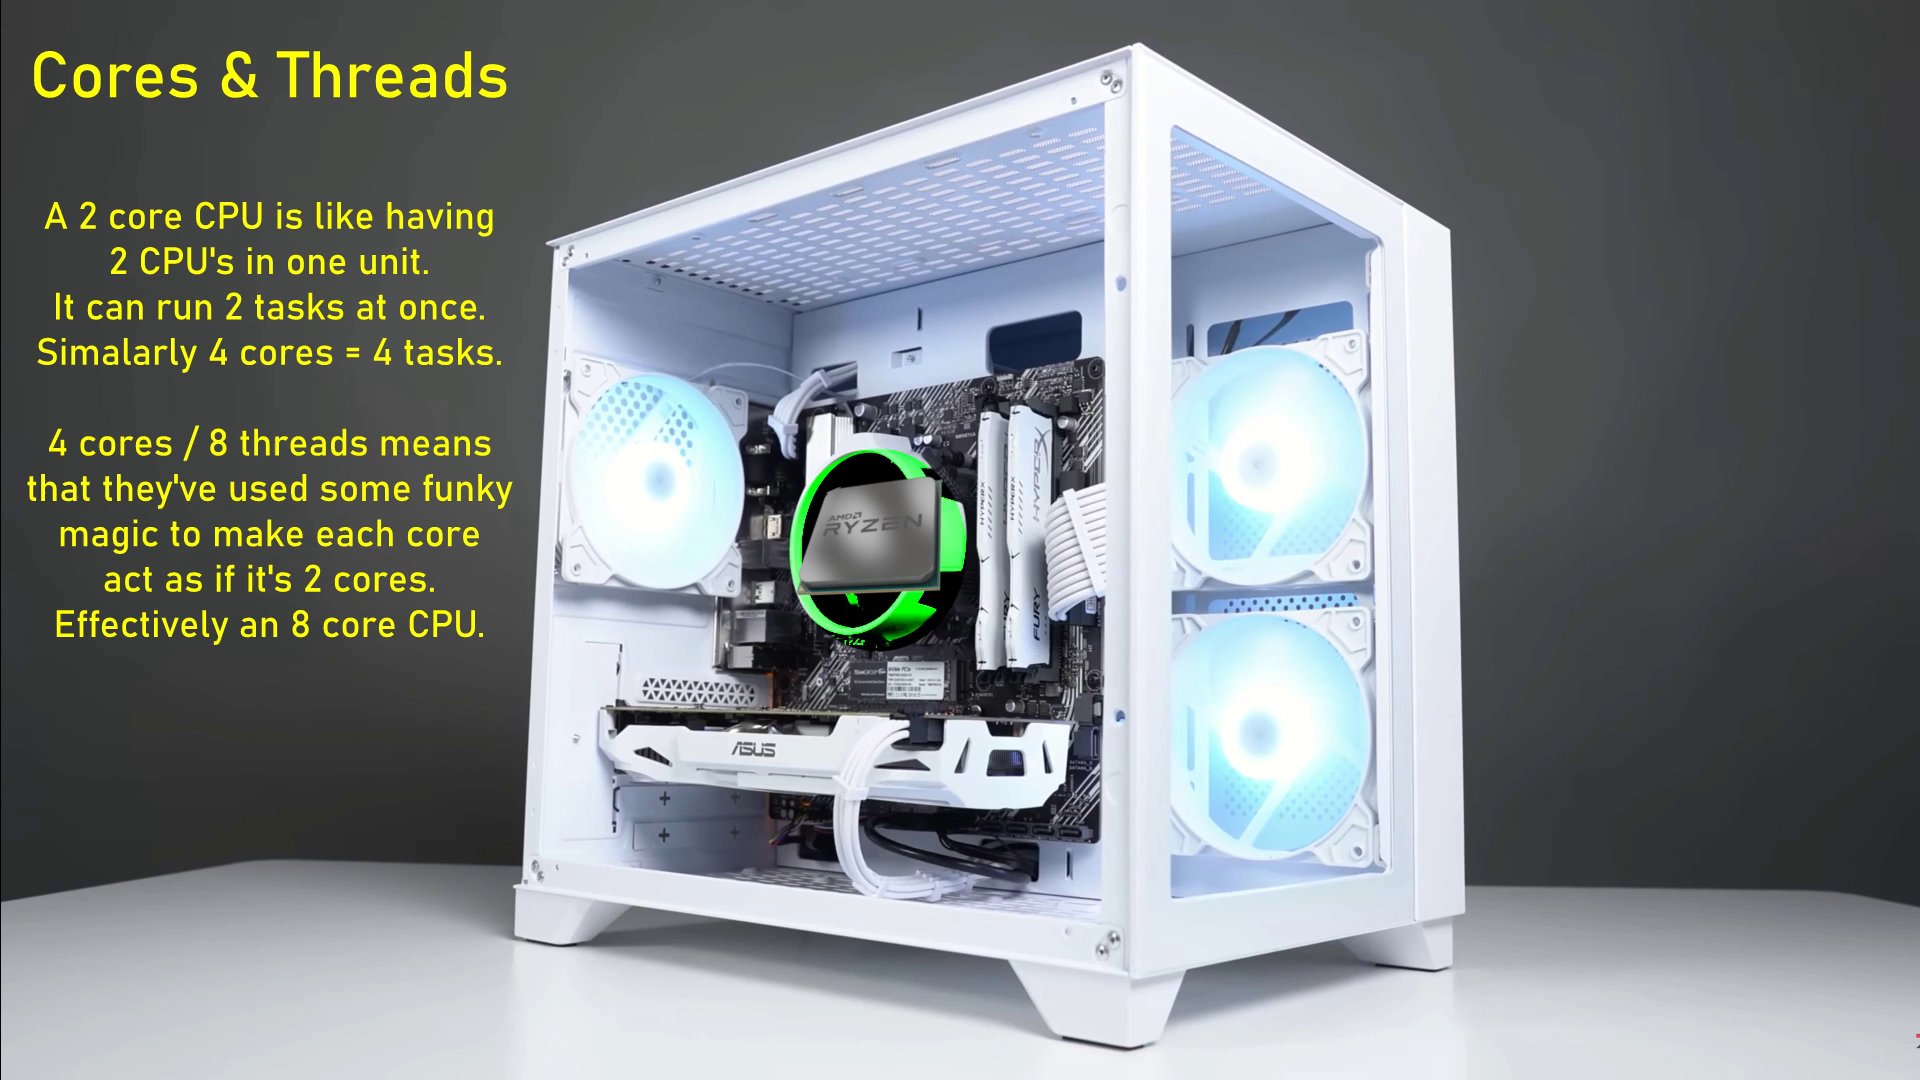 Cores & Threads
A 2 core CPU is like having
2 CPU's in one unit.
It can run 2 tasks at once.
Simalarly 4 cores = 4 tasks.
4 cores / 8 threads means
that they've used some funky
magic to make each core
act as if it's 2 cores.
Effectively an 8 core CPU.
AMD
RYZEN
HYPERX
HYPERX
HYPERX
FURY
NVMe PCIe
ASUS